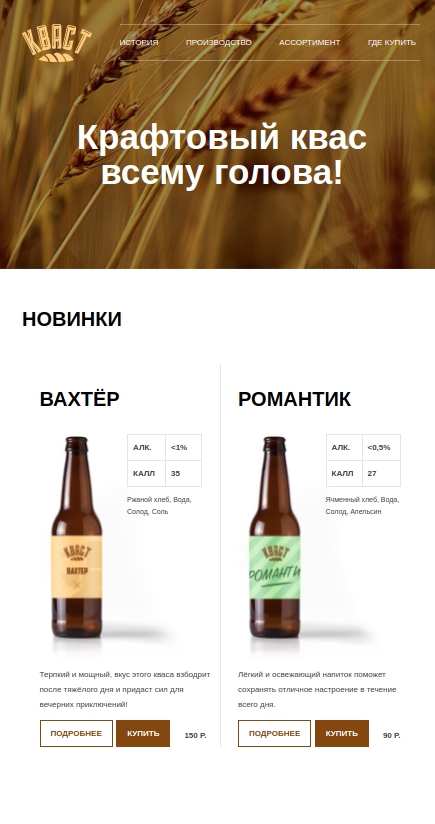 КВАСТ
ИСТОРИЯ ПРОИЗВОДСТВО АССОРТИМЕНТ ГДЕ КУПИТЬ
Крафтовый квас
всему голова!
НОВИНКИ
ВАХТЁР
АЛК. <1%
КАЛЛ 35
Ржаной хлеб, Вода,
Солод, Соль
КВАСТ
ВАХТЕР
Терпкий и мощный, вкус этого кваса взбодрит
после тяжёлого дня и придаст сил для
вечерних приключений!
ПОДРОБНЕЕ КУПИТЬ 150 Р.
РОМАНТИК
АЛК. <0,5%
КАЛЛ 27
Ячменный хлеб, Вода,
Солод, Апельсин
КВАСТ
РОМАНТИ
Лёгкий и освежающий напиток поможет
сохранять отличное настроение в течение
всего дня.
ПОДРОБНЕЕ КУПИТЬ 90 Р.